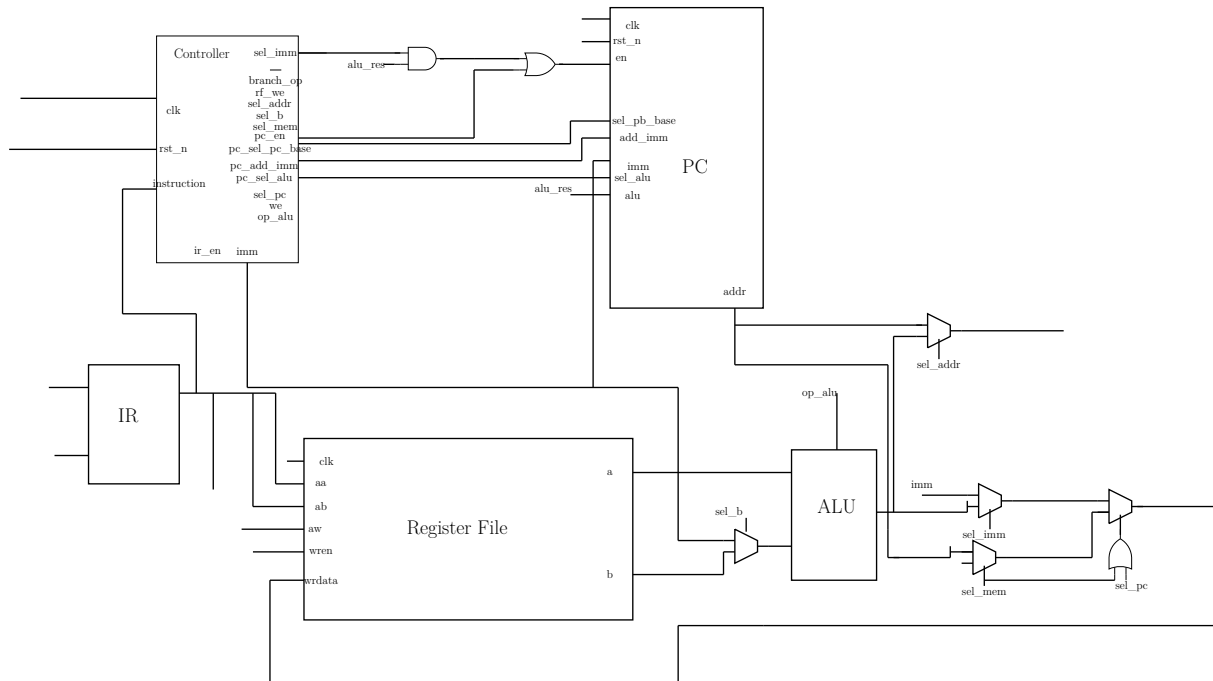 Controller
sel_imm
branch_op
rf_we
sel_addr
sel_b
sel_mem
pc_en
pc_sel_pc_base
pc_add_imm
pc_sel_alu
sel_pc
we
op_alu
clk
rst_n
instruction
ir_en
imm
alu_res
clk
rst_n
en
sel_pb_base
add_imm
imm
sel_alu
alu
alu_res
PC
addr
sel_addr
IR
op_alu
clk
aa
ab
aw
wren
wrdata
a
b
Register File
sel_b
ALU
imm
sel_imm
sel_mem
sel_pc